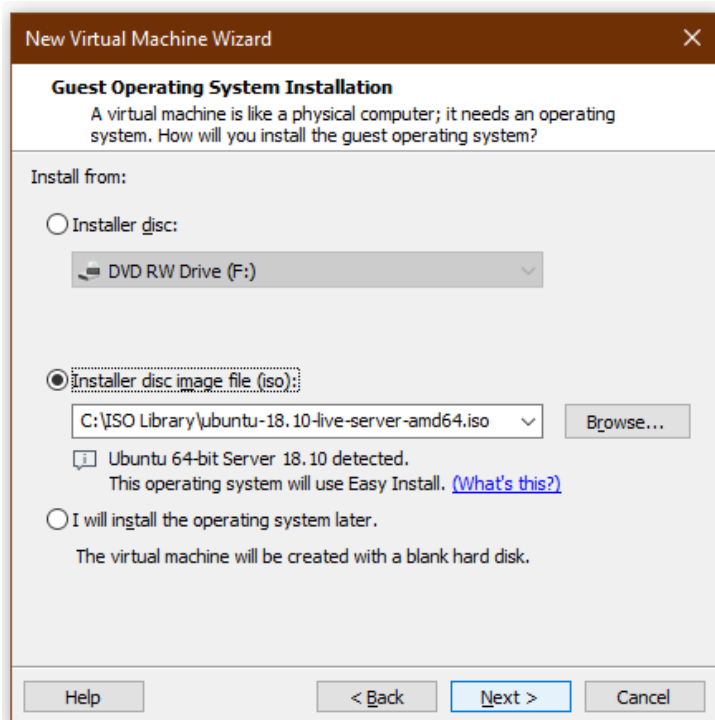 New Virtual Machine Wizard
Guest Operating System Installation
A virtual machine is like a physical computer; it needs an operating
system. How will you install the guest operating system?
Install from:
Installer disc:
DVD RW Drive (F:)
Installer disc image file (iso):
C:\ISO Library\ubuntu-18.10-live-server-amd64.iso
Browse...
Ubuntu 64-bit Server 18.10 detected.
This operating system will use Easy Install. (What's this?)
I will install the operating system later.
The virtual machine will be created with a blank hard disk.
Help
< Back
Next >
Cancel